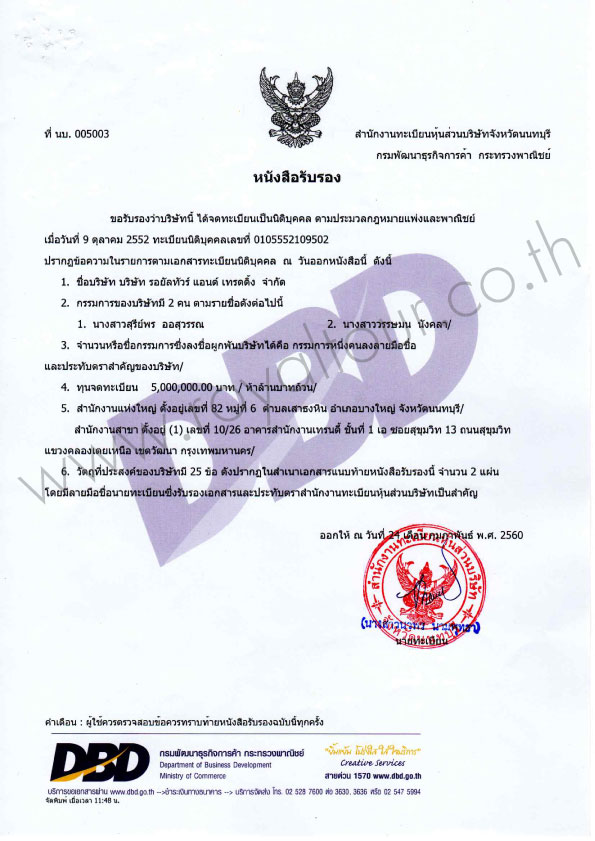 ที่ นบ. 005003
สำนักงานทะเบียนหุ้นส่วนบริษัทจังหวัดนนทบุรี
กรมพัฒนาธุรกิจการค้า กระทรวงพาณิชย์
หนังสือรับรอง
ขอรับรองว่าบริษัทนี้ ได้จดทะเบียนเป็นนิติบุคคล ตามประมวลกฎหมายแพ่งและพาณิชย์
เมื่อวันที่ 9 ตุลาคม 2552 ทะเบียนนิติบุคคลเลขที่ 0105552109502
ปรากฏข้อความในรายการตามเอกสารทะเบียนนิติบุคคล ณ วันออกหนังสือนี้ ดังนี้
1. ชื่อบริษัท บริษัท รอยัลทัวร์ แอนด์ เทรดดิ้ง จำกัด
2. กรรมการของบริษัทมี 2 คน ตามรายชื่อดังต่อไปนี้
1. นางสาวสุรีย์พร ออสุวรรณ 2. นางสาววรรษมน นังคลา/
3. จำนวนหรือชื่อกรรมการซึ่งลงชื่อผูกพันบริษัทได้คือ กรรมการหนึ่งคนลงลายมือชื่อ
และประทับตราสำคัญของบริษัท/
4. ทุนจดทะเบียน 5,000,000.00 บาท / ห้าล้านบาทถ้วน/
5. สำนักงานแห่งใหญ่ ตั้งอยู่เลขที่ 82 หมู่ที่ 6 ตำบลเสาธงหิน อำเภอบางใหญ่ จังหวัดนนทบุรี/
สำนักงานสาขา ตั้งอยู่ (1) เลขที่ 10/26 อาคารสำนักงานเทรนดี้ ชั้นที่ 1 เอ ซอยสุขุมวิท 13 ถนนสุขุมวิท
แขวงคลองเตยเหนือ เขตวัฒนา กรุงเทพมหานคร/
6. วัตถุที่ประสงค์ของบริษัทมี 25 ข้อ ดังปรากฏในสำเนาเอกสารแนบท้ายหนังสือรับรองนี้ จำนวน 2 แผ่น
โดยมีลายมือชื่อนายทะเบียนซึ่งรับรองเอกสารและประทับตราสำนักงานทะเบียนหุ้นส่วนบริษัทเป็นสำคัญ
ออกให้ ณ วันที่ 24 เดือน กุมภาพันธ์ พ.ศ. 2560
สำนักงานทะเบียนหุ้นส่วนบริษัท
จังหวัดนนทบุรี
นายทะเบียน
DBD
www.royaltour.co.th
คำเตือน : ผู้ใช้ควรตรวจสอบข้อควรทราบท้ายหนังสือรับรองฉบับนี้ทุกครั้ง
DBD
กรมพัฒนาธุรกิจการค้า กระทรวงพาณิชย์
Department of Business Development
Ministry of Commerce
"ยิ้มแย้ม โปร่งใส ใส่ใจบริการ"
Creative Services
สายด่วน 1570 www.dbd.go.th
บริการขอเอกสารผ่าน www.dbd.go.th -->ชำระเงินทางธนาคาร --> บริการจัดส่ง โทร. 02 528 7600 ต่อ 3630, 3636 หรือ 02 547 5994
จัดพิมพ์ เมื่อเวลา 11:48 น.